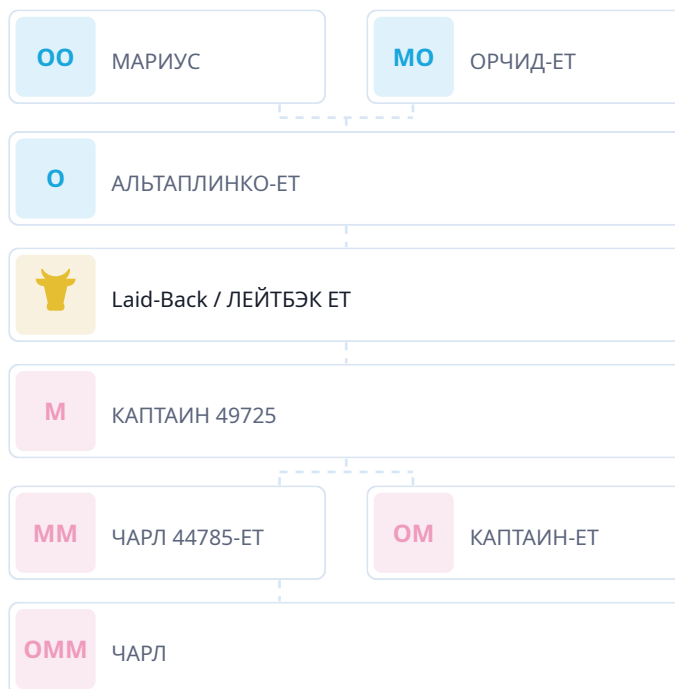 ОО МАРИУС
МО ОРЧИД-ЕТ
О АЛЬТАПЛИНКО-ЕТ
Laid-Back / ЛЕЙТБЭК ЕТ
М КАПТАИН 49725
ММ ЧАРЛ 44785-ЕТ
ОМ КАПТАИН-ЕТ
ОММ ЧАРЛ